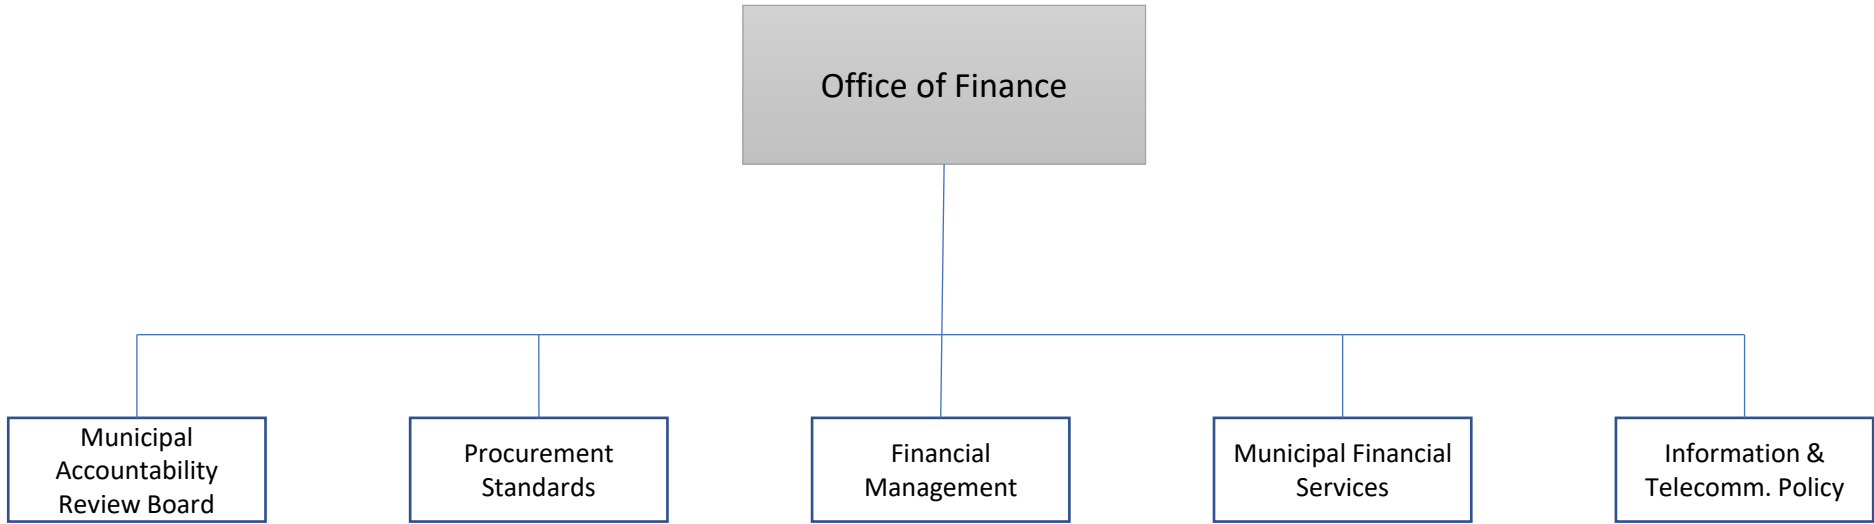 Office of Finance
Municipal
Accountability
Review Board
Procurement
Standards
Financial
Management
Municipal Financial
Services
Information &
Telecomm. Policy